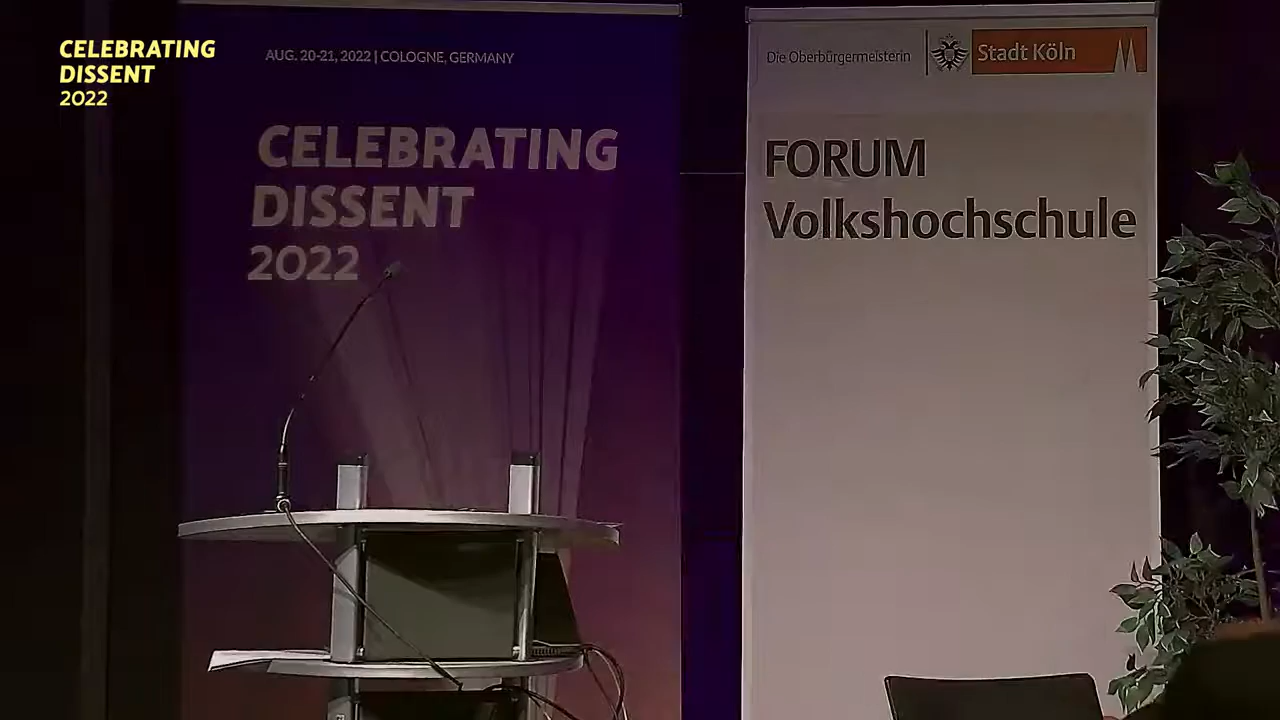 CELEBRATING
DISSENT
2022
AUG. 20-21, 2022 | COLOGNE, GERMANY
CELEBRATING
DISSENT
2022
Die Oberbürgermeisterin
Stadt Köln
FORUM
Volkshochschule